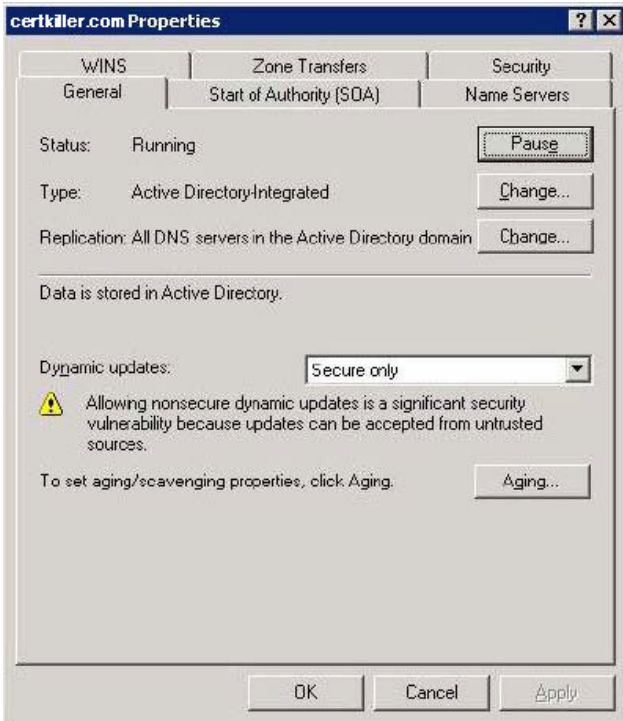 certkiller.com Properties
WINS Zone Transfers Security
General Start of Authority (SOA) Name Servers
Status: Running Pause
Type: Active Directory-Integrated Change...
Replication: All DNS servers in the Active Directory domain Change...
Data is stored in Active Directory.
Dynamic updates: Secure only
Allowing nonsecure dynamic updates is a significant security
vulnerability because updates can be accepted from untrusted
sources.
To set aging/scavenging properties, click Aging. Aging...
OK Cancel Apply